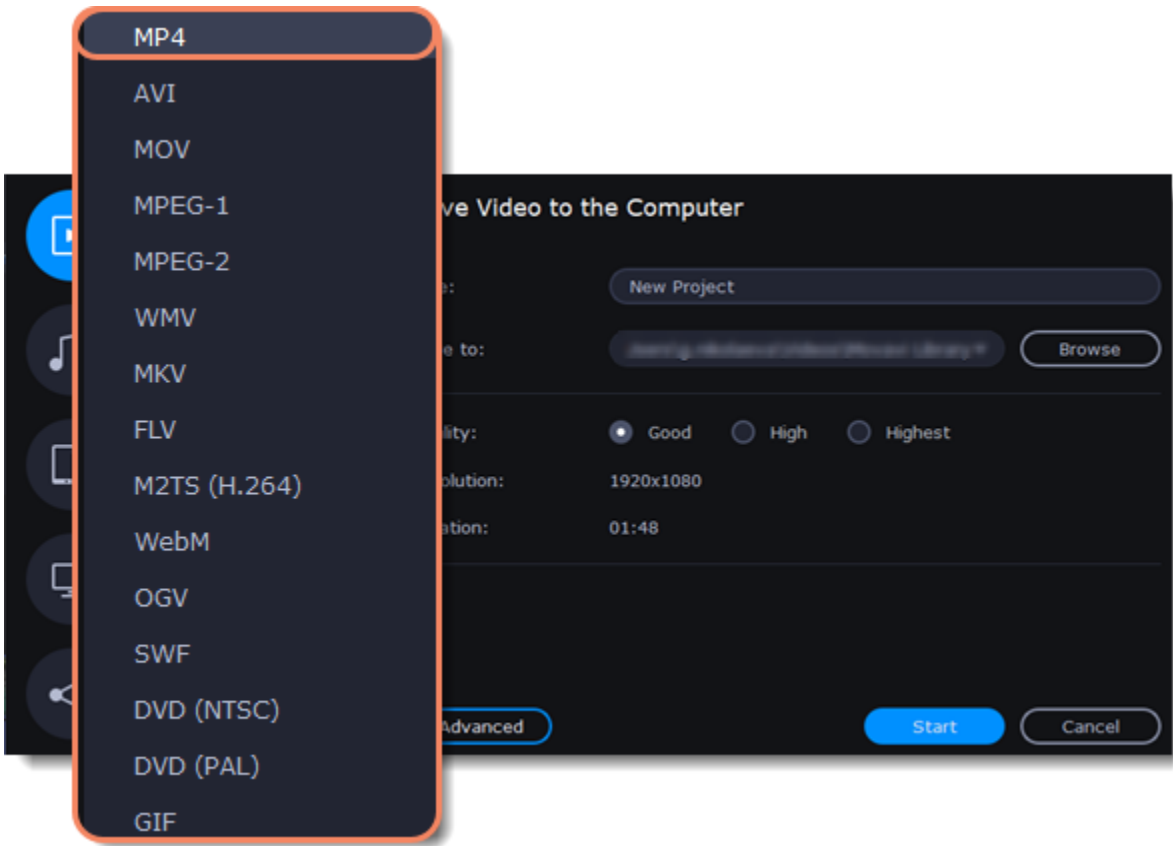 MP4
AVI
MOV
MPEG-1
MPEG-2
WMV
MKV
FLV
M2TS (H.264)
WebM
OGV
SWF
DVD (NTSC)
DVD (PAL)
GIF
ve Video to the Computer
e:
New Project
e to:
Browse
lity:
Good
High
Highest
olution:
1920x1080
ation:
01:48
Advanced
Start
Cancel